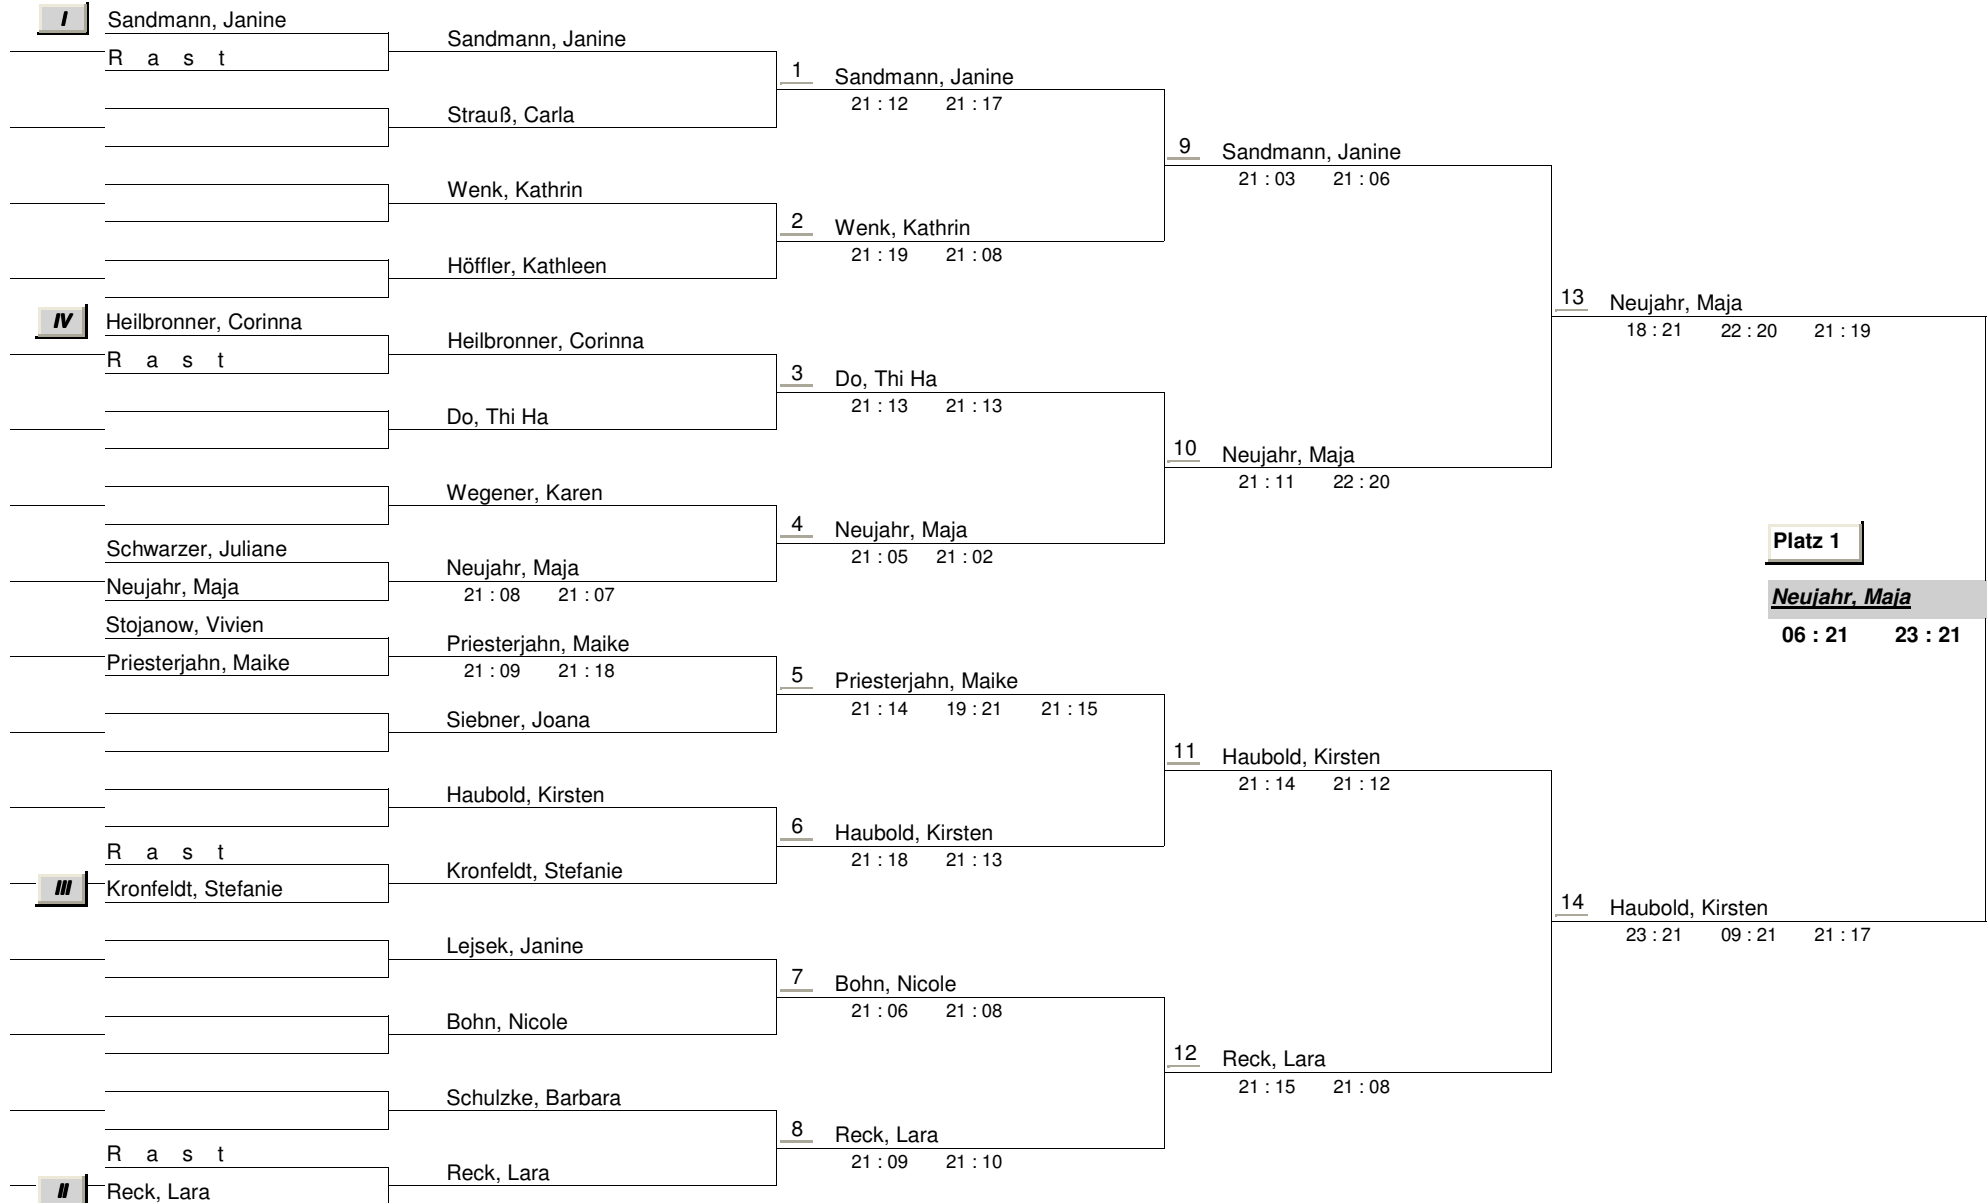 I Sandmann, Janine
R a s t
Sandmann, Janine
1 Sandmann, Janine
21 : 12 21 : 17
Strauß, Carla
9 Sandmann, Janine
21 : 03 21 : 06
Wenk, Kathrin
2 Wenk, Kathrin
21 : 19 21 : 08
Höffler, Kathleen
13 Neujahr, Maja
18 : 21 22 : 20 21 : 19
IV Heilbronner, Corinna
R a s t
Heilbronner, Corinna
3 Do, Thi Ha
21 : 13 21 : 13
Do, Thi Ha
10 Neujahr, Maja
21 : 11 22 : 20
Wegener, Karen
4 Neujahr, Maja
21 : 05 21 : 02
Schwarzer, Juliane
Neujahr, Maja
Neujahr, Maja
21 : 08 21 : 07
Platz 1
Neujahr, Maja
06 : 21 23 : 21
Stojanow, Vivien
Priesterjahn, Maike
Priesterjahn, Maike
21 : 09 21 : 18
5 Priesterjahn, Maike
21 : 14 19 : 21 21 : 15
Siebner, Joana
11 Haubold, Kirsten
21 : 14 21 : 12
Haubold, Kirsten
6 Haubold, Kirsten
21 : 18 21 : 13
R a s t
III Kronfeldt, Stefanie
Kronfeldt, Stefanie
14 Haubold, Kirsten
23 : 21 09 : 21 21 : 17
Lejsek, Janine
7 Bohn, Nicole
21 : 06 21 : 08
Bohn, Nicole
12 Reck, Lara
21 : 15 21 : 08
Schulzke, Barbara
8 Reck, Lara
21 : 09 21 : 10
R a s t
II Reck, Lara
Reck, Lara